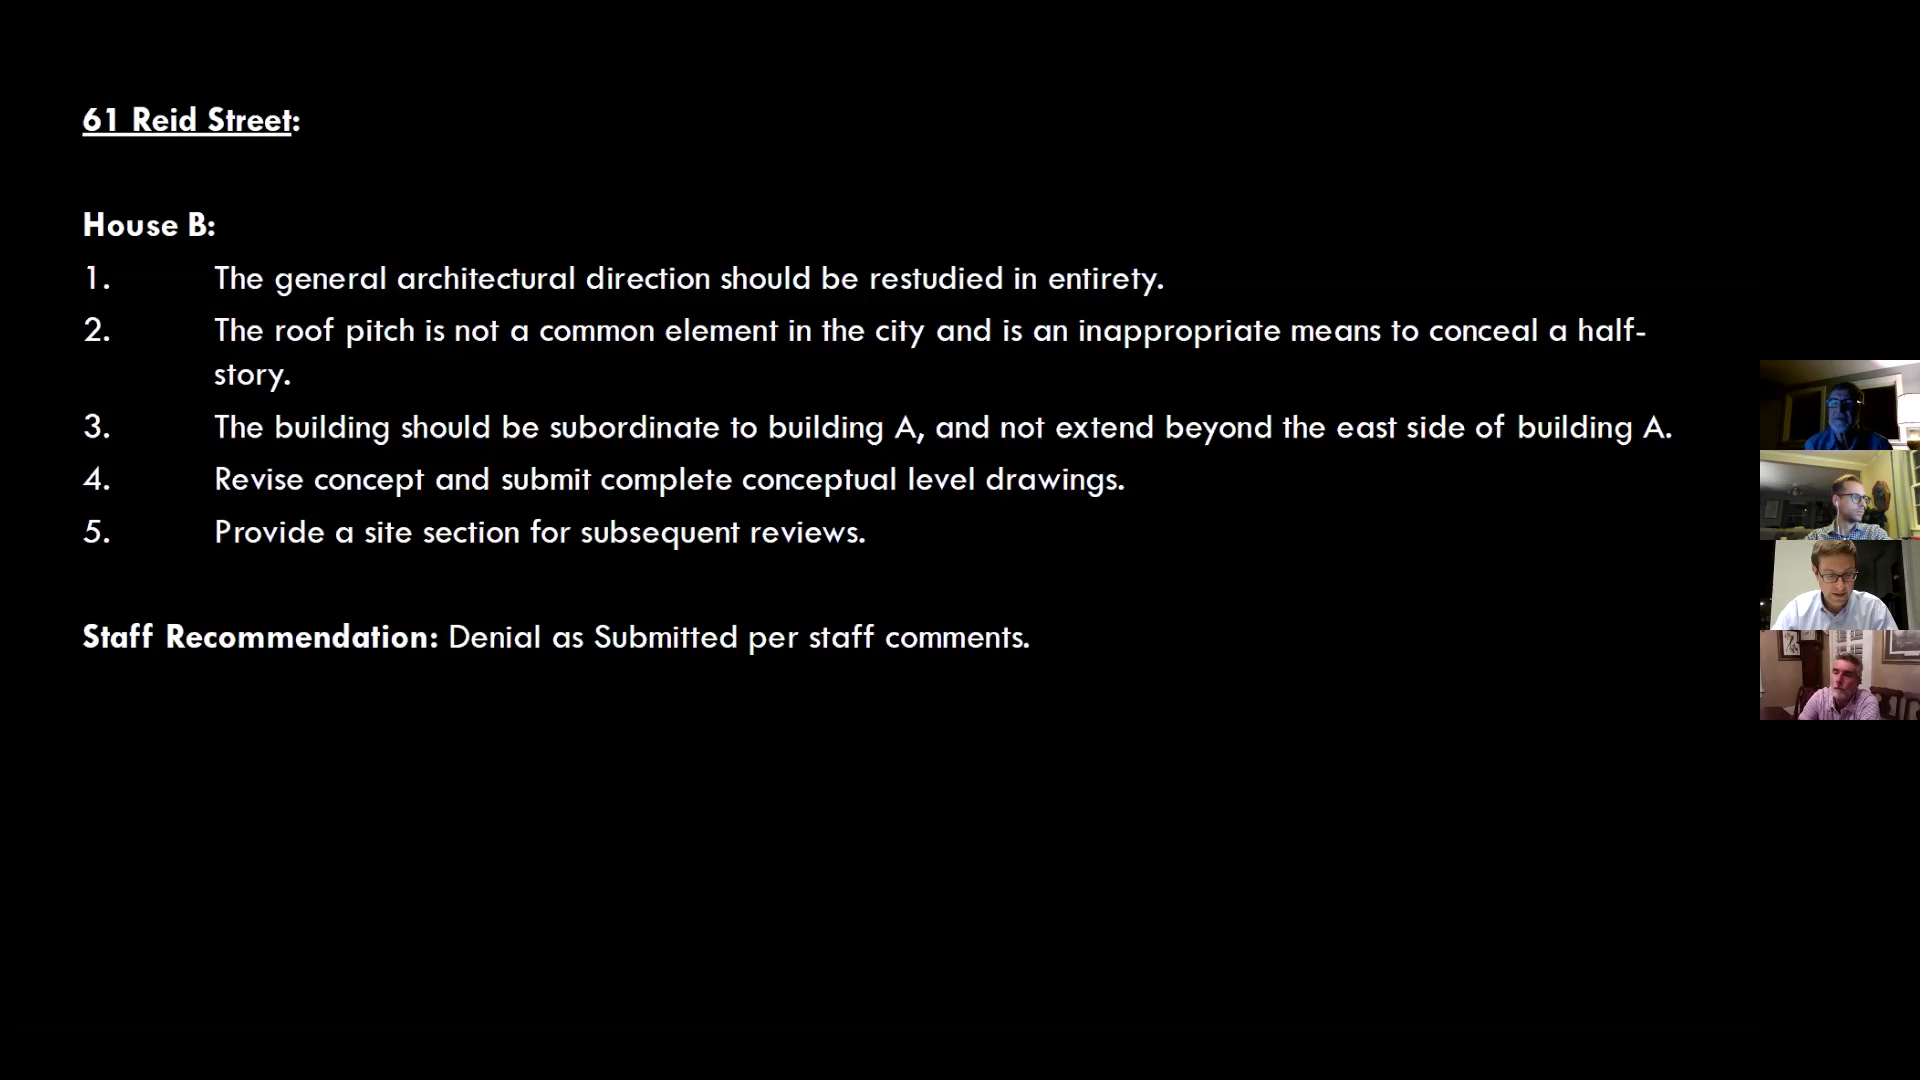 61 Reid Street:
House B:
1. The general architectural direction should be restudied in entirety.
2. The roof pitch is not a common element in the city and is an inappropriate means to conceal a half-
story.
3. The building should be subordinate to building A, and not extend beyond the east side of building A.
4. Revise concept and submit complete conceptual level drawings.
5. Provide a site section for subsequent reviews.
Staff Recommendation: Denial as Submitted per staff comments.